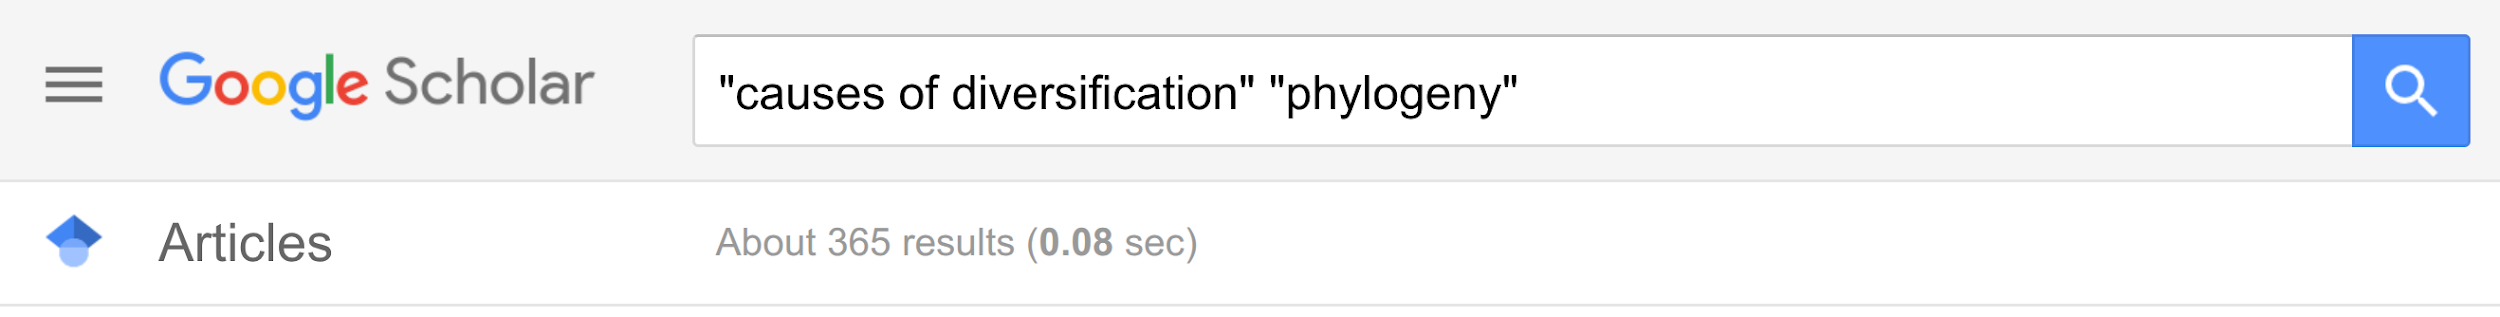 Google Scholar
"causes of diversification" "phylogeny"
Articles
About 365 results (0.08 sec)